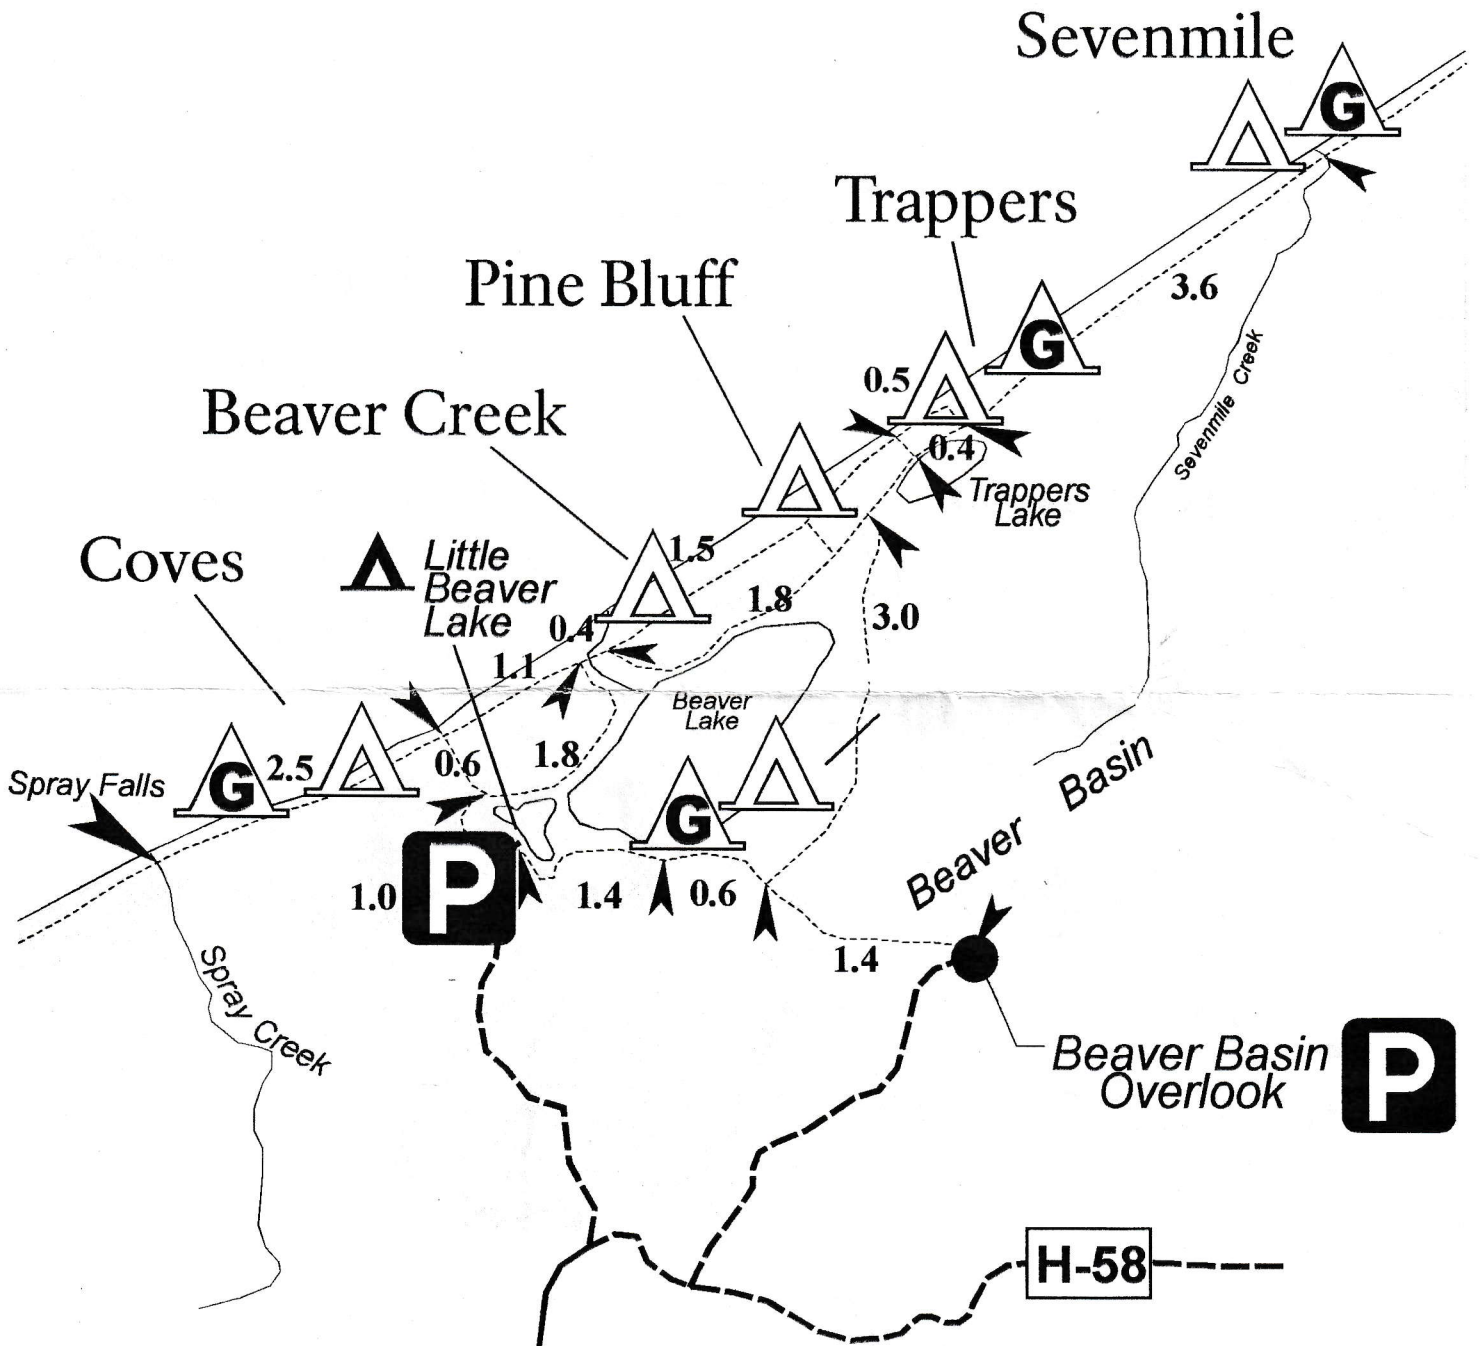 Sevenmile
G
Trappers
3.6
Pine Bluff
G
0.5
Sevenmile Creek
Beaver Creek
0.4
Trappers
Lake
Coves
Little
Beaver
Lake
1.5
1.8
3.0
0.4
1.1
Beaver
Lake
Spray Falls
G
2.5
0.6
1.8
G
Beaver Basin
P
1.0
1.4
0.6
1.4
Spray Creek
Beaver Basin
Overlook
P
H-58